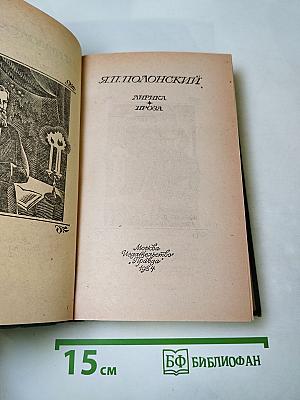 Я.П.ПОЛОНСКИЙ
ЛИРИКА
ПРОЗА
Москва
Издательство
"Правда"
1984
15 см
БФ БИБЛИОФАН